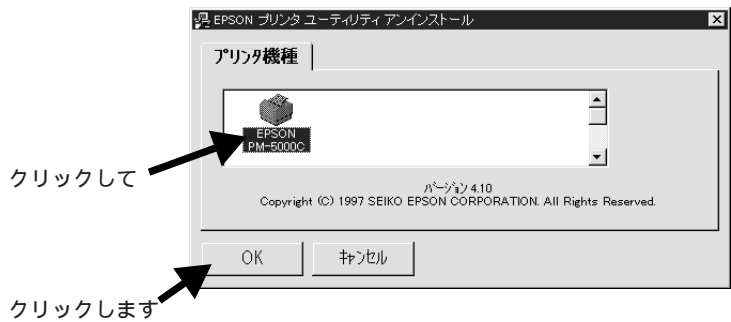 EPSON プリンタ ユーティリティ アンインストール
プリンタ機種
EPSON
PM-5000C
クリックして
バージョン 4.10
Copyright (C) 1997 SEIKO EPSON CORPORATION. All Rights Reserved.
OK
キャンセル
クリックします